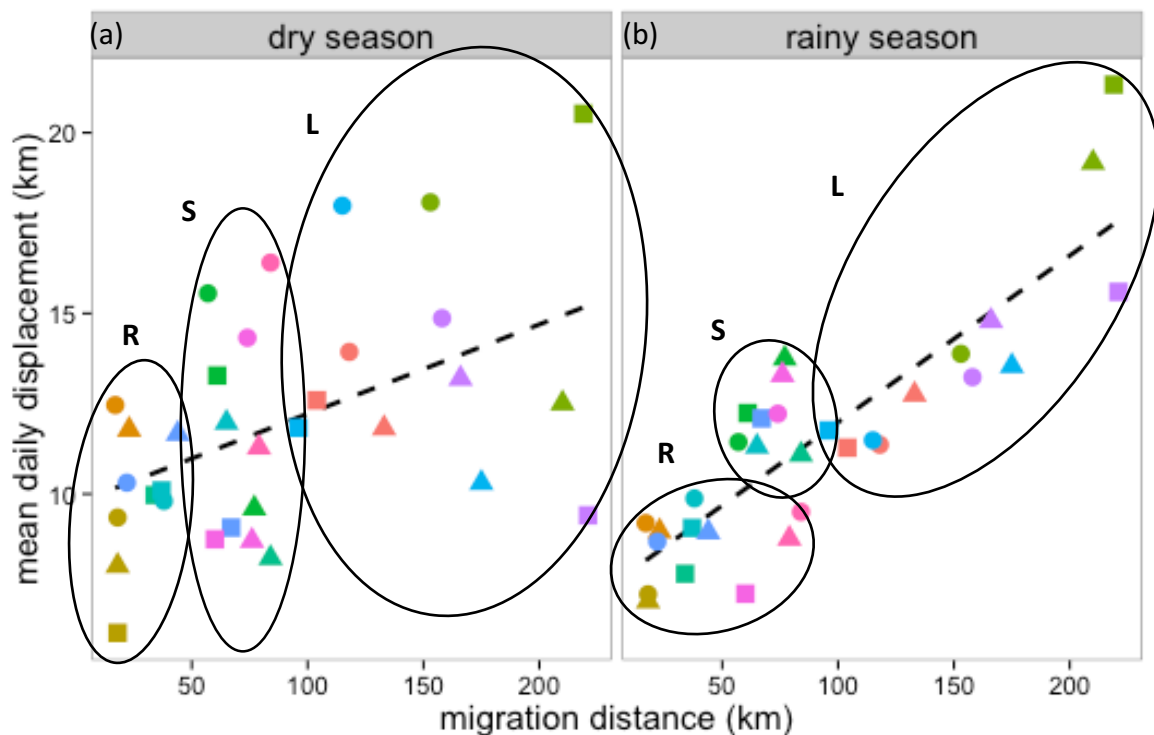 (a) dry season
(b) rainy season
mean daily displacement (km)
20
15
10
L
S
R
L
S
R
50 100 150 200
50 100 150 200
migration distance (km)